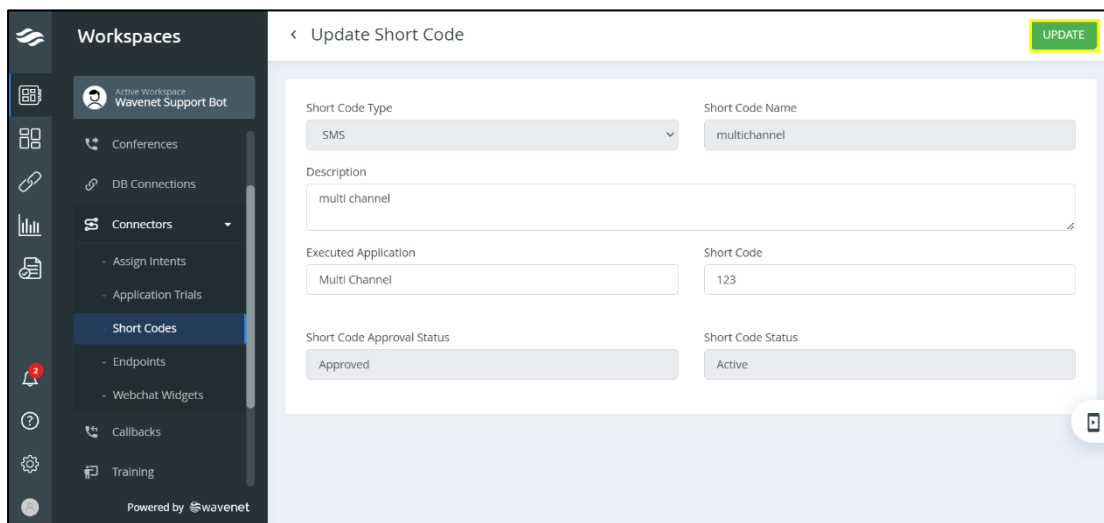 Workspaces
Active Workspace
Wavenet Support Bot
Conferences
DB Connections
Connectors
- Assign Intents
- Application Trials
- Short Codes
- Endpoints
- Webchat Widgets
Callbacks
Training
Powered by wavenet
2
?
< Update Short Code
UPDATE
Short Code Type
SMS
Short Code Name
multichannel
Description
multi channel
Executed Application
Multi Channel
Short Code
123
Short Code Approval Status
Approved
Short Code Status
Active